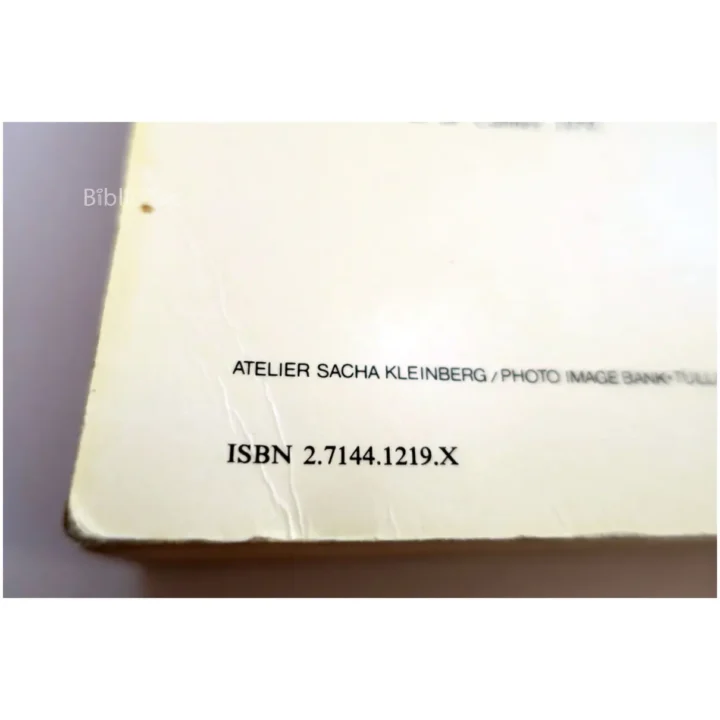 ATELIER SACHA KLEINBERG / PHOTO IMAGE BANK
ISBN 2.7144.1219.X